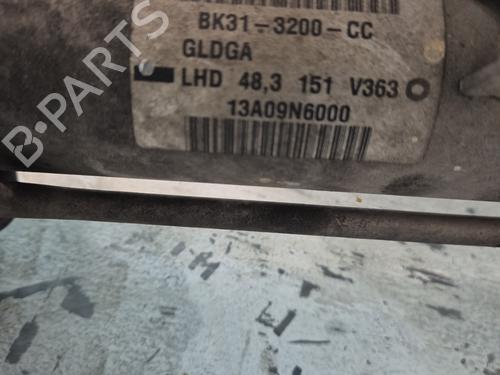 BK31-3200-CC
GLDGA
LHD 48,3 151 V363
13A09N6000
B-PARTS